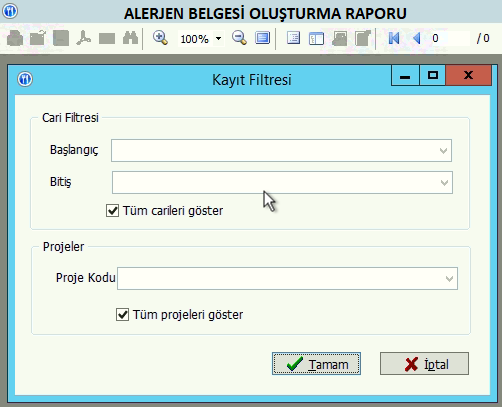 ALERJEN BELGESİ OLUŞTURMA RAPORU
100%
0
/ 0
Kayıt Filtresi
Cari Filtresi
Başlangıç
Bitiş
Tüm carileri göster
Projeler
Proje Kodu
Tüm projeleri göster
Tamam
İptal